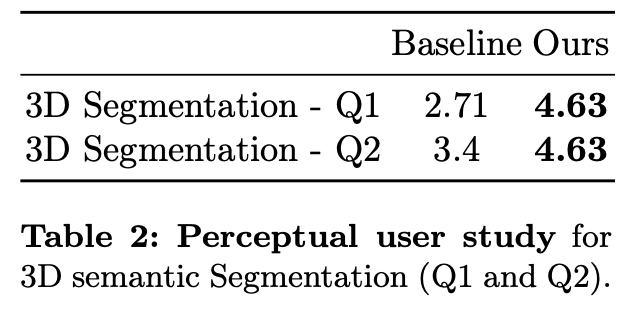 Baseline Ours
3D Segmentation - Q1 2.71 4.63
3D Segmentation - Q2 3.4 4.63
Table 2: Perceptual user study for
3D semantic Segmentation (Q1 and Q2).